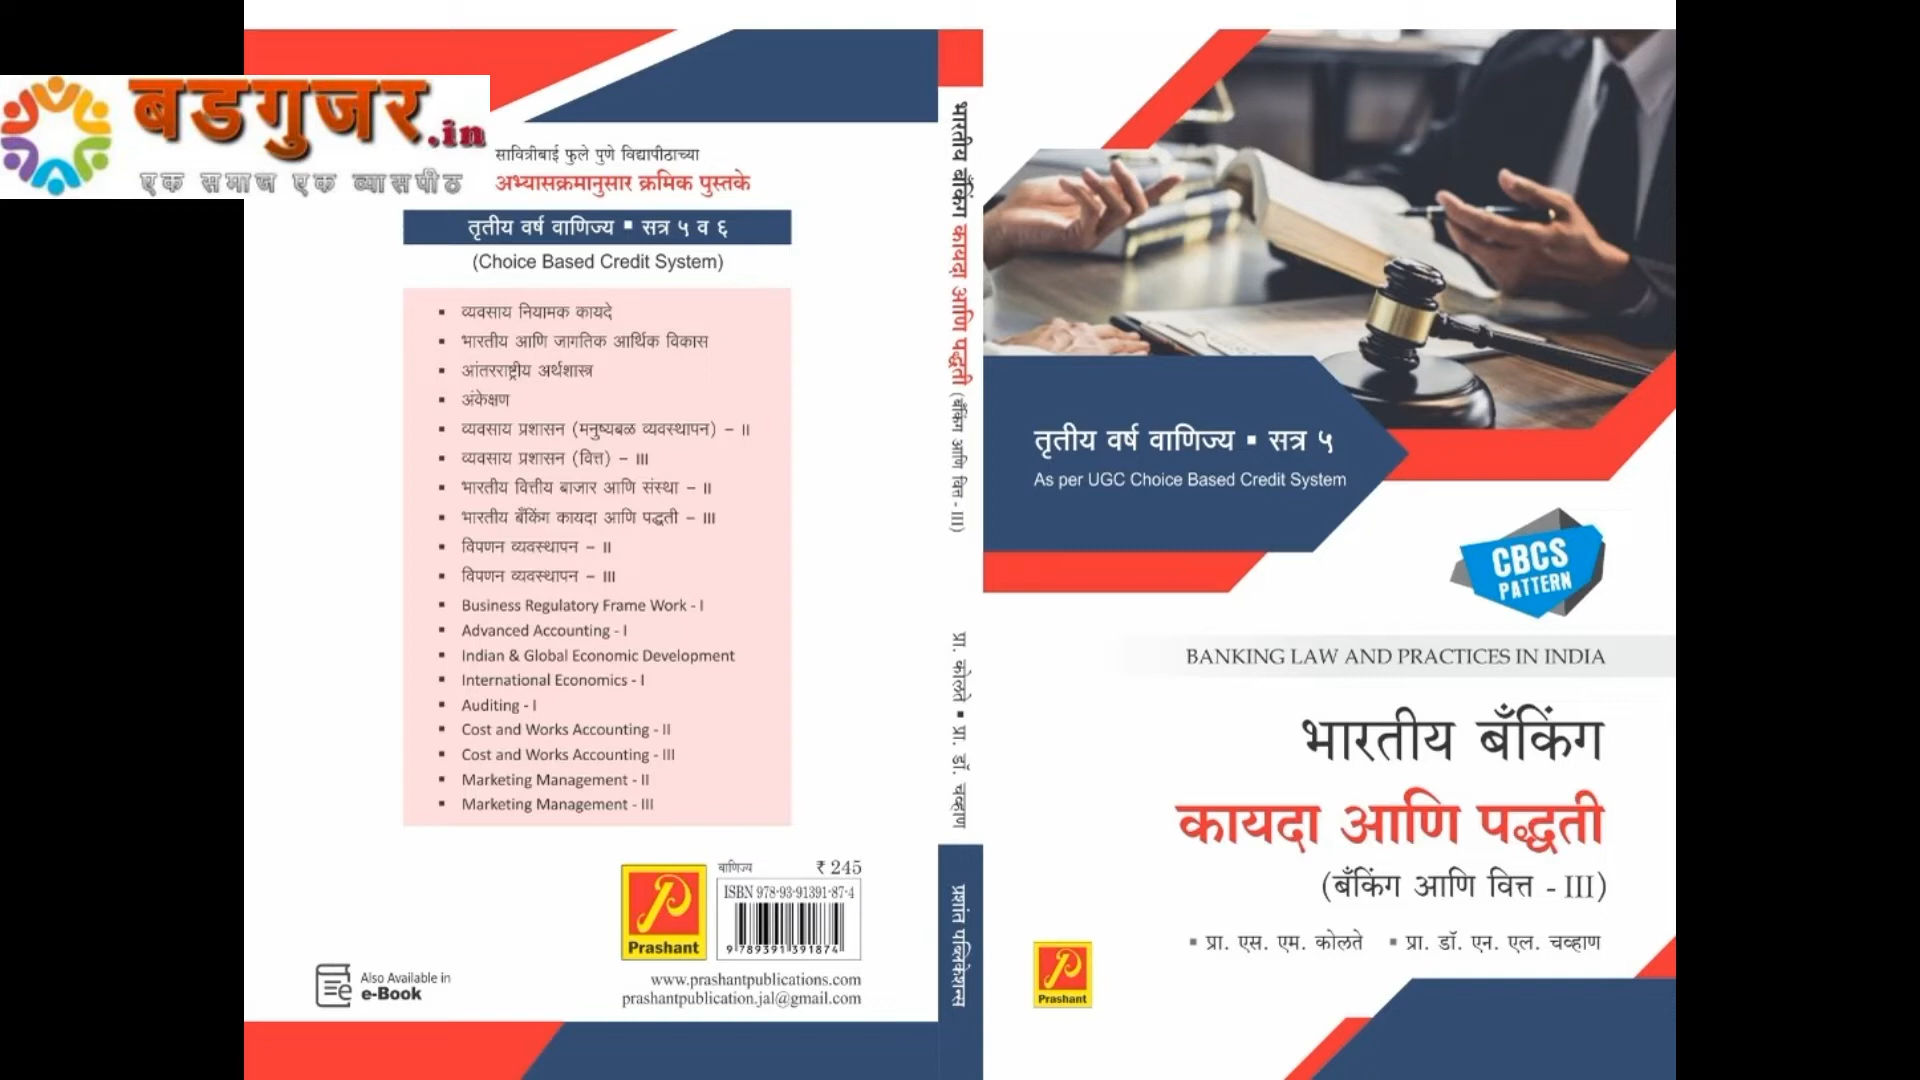 बडगुजर.in
एक समाज एक व्यासपीठ
सावित्रीबाई फुले पुणे विद्यापीठाच्या
अभ्यासक्रमानुसार क्रमिक पुस्तके
तृतीय वर्ष वाणिज्य ▪ सत्र ५ व ६
(Choice Based Credit System)
▪ व्यवसाय नियामक कायदे
▪ भारतीय आणि जागतिक आर्थिक विकास
▪ आंतरराष्ट्रीय अर्थशास्त्र
▪ अंकेक्षण
▪ व्यवसाय प्रशासन (मनुष्यबळ व्यवस्थापन) – II
▪ व्यवसाय प्रशासन (वित्त) – III
▪ भारतीय वित्तीय बाजार आणि संस्था – II
▪ भारतीय बँकिंग कायदा आणि पद्धती – III
▪ विपणन व्यवस्थापन – II
▪ विपणन व्यवस्थापन – III
▪ Business Regulatory Frame Work - I
▪ Advanced Accounting - I
▪ Indian & Global Economic Development
▪ International Economics - I
▪ Auditing - I
▪ Cost and Works Accounting - II
▪ Cost and Works Accounting - III
▪ Marketing Management - II
▪ Marketing Management - III
Prashant
वाणिज्य ₹ 245
ISBN 978-93-91391-87-4
9 789391 391874
www.prashantpublications.com
prashantpublication.jal@gmail.com
Also Available in
e-Book
भारतीय बँकिंग कायदा आणि पद्धती (बँकिंग आणि वित्त - III)
प्रा. कोलते ▪ प्रा. डॉ. चव्हाण
प्रशांत पब्लिकेशन्स
तृतीय वर्ष वाणिज्य ▪ सत्र ५
As per UGC Choice Based Credit System
CBCS
PATTERN
BANKING LAW AND PRACTICES IN INDIA
भारतीय बँकिंग
कायदा आणि पद्धती
(बँकिंग आणि वित्त - III)
▪ प्रा. एस. एम. कोलते ▪ प्रा. डॉ. एन. एल. चव्हाण
Prashant